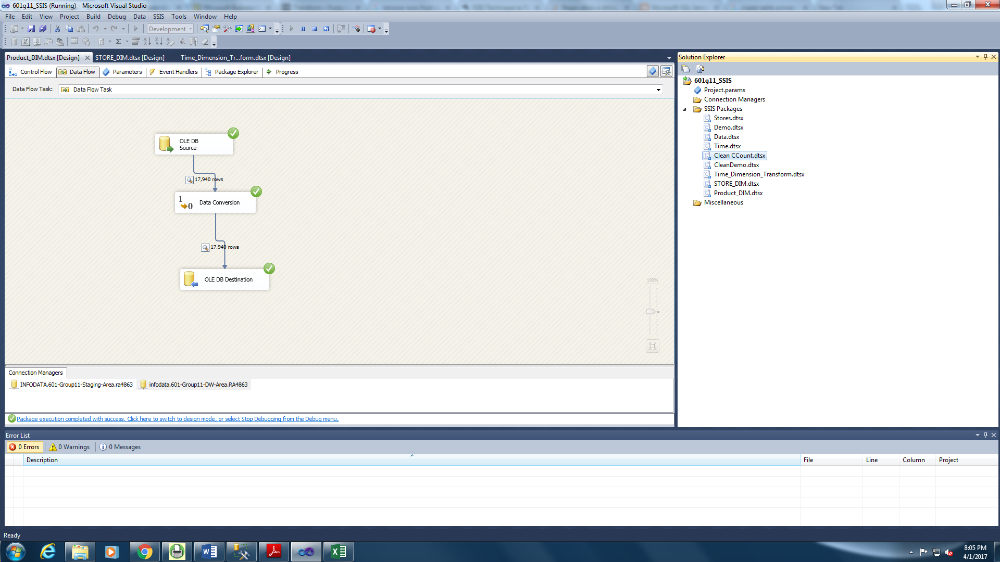 601g11_SSIS (Running) - Microsoft Visual Studio
File Edit View Project Build Debug Data SSIS Tools Window Help
Development
Product_DIM.dtsx [Design] STORE_DIM.dtsx [Design] Time_Dimension_Tr...form.dtsx [Design]
Control Flow Data Flow Parameters Event Handlers Package Explorer Progress
Data Flow Task: Data Flow Task
OLE DB
Source
17,940 rows
1
0
Data Conversion
17,940 rows
OLE DB Destination
100%
Connection Managers
INFODATA.601-Group11-Staging-Area.ra4863 infodata.601-Group11-DW-Area.RA4863
Package execution completed with success. Click here to switch to design mode, or select Stop Debugging from the Debug menu.
Solution Explorer
601g11_SSIS
Project.params
Connection Managers
SSIS Packages
Stores.dtsx
Demo.dtsx
Data.dtsx
Time.dtsx
Clean CCount.dtsx
CleanDemo.dtsx
Time_Dimension_Transform.dtsx
STORE_DIM.dtsx
Product_DIM.dtsx
Miscellaneous
Error List
0 Errors 0 Warnings 0 Messages
Description File Line Column Project
Ready
8:05 PM
4/1/2017